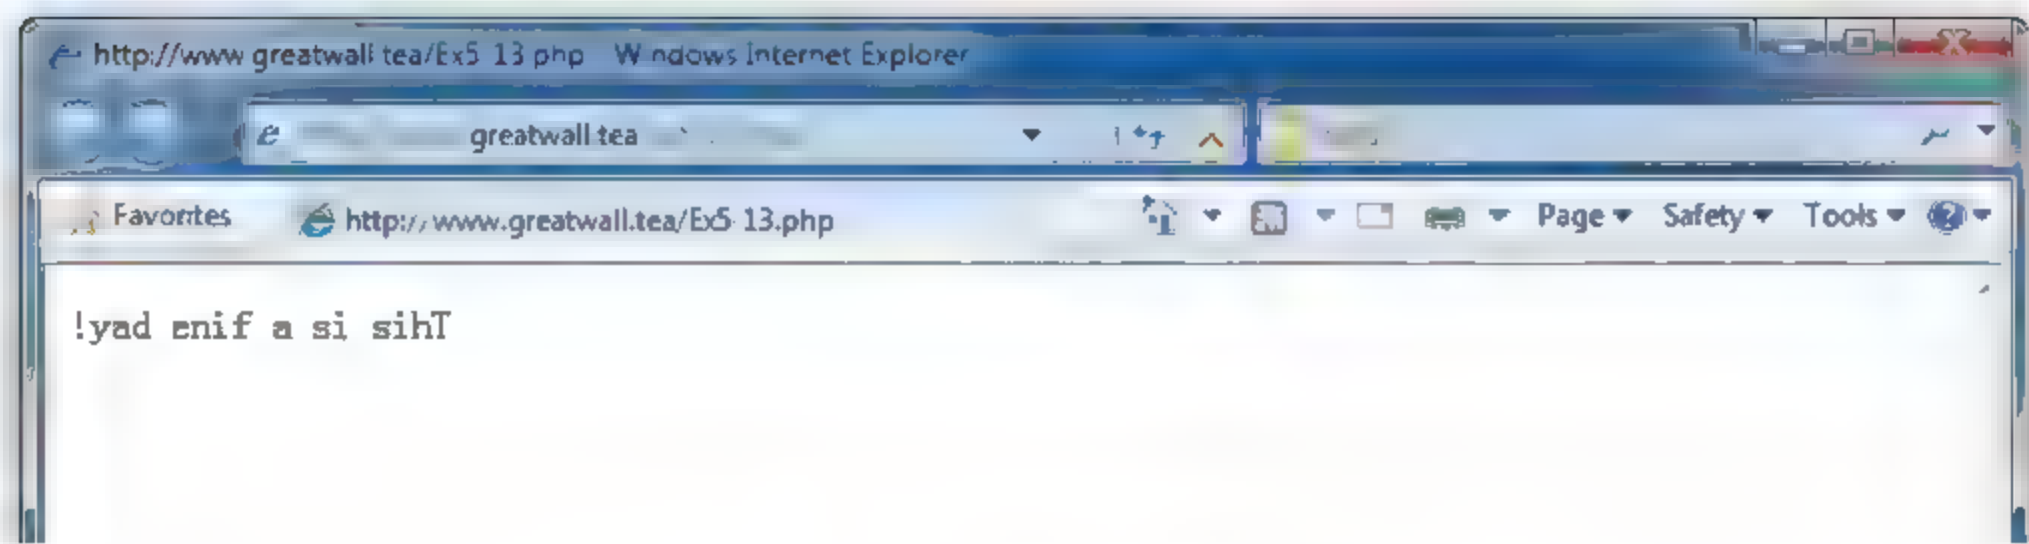 http://www greatwall tea/Ex5 13 php W ndows Internet Explorer
greatwall tea
Favorites
http://www.greatwall.tea/Ex5-13.php
Page Safety Tools
!yad enif a si sihT